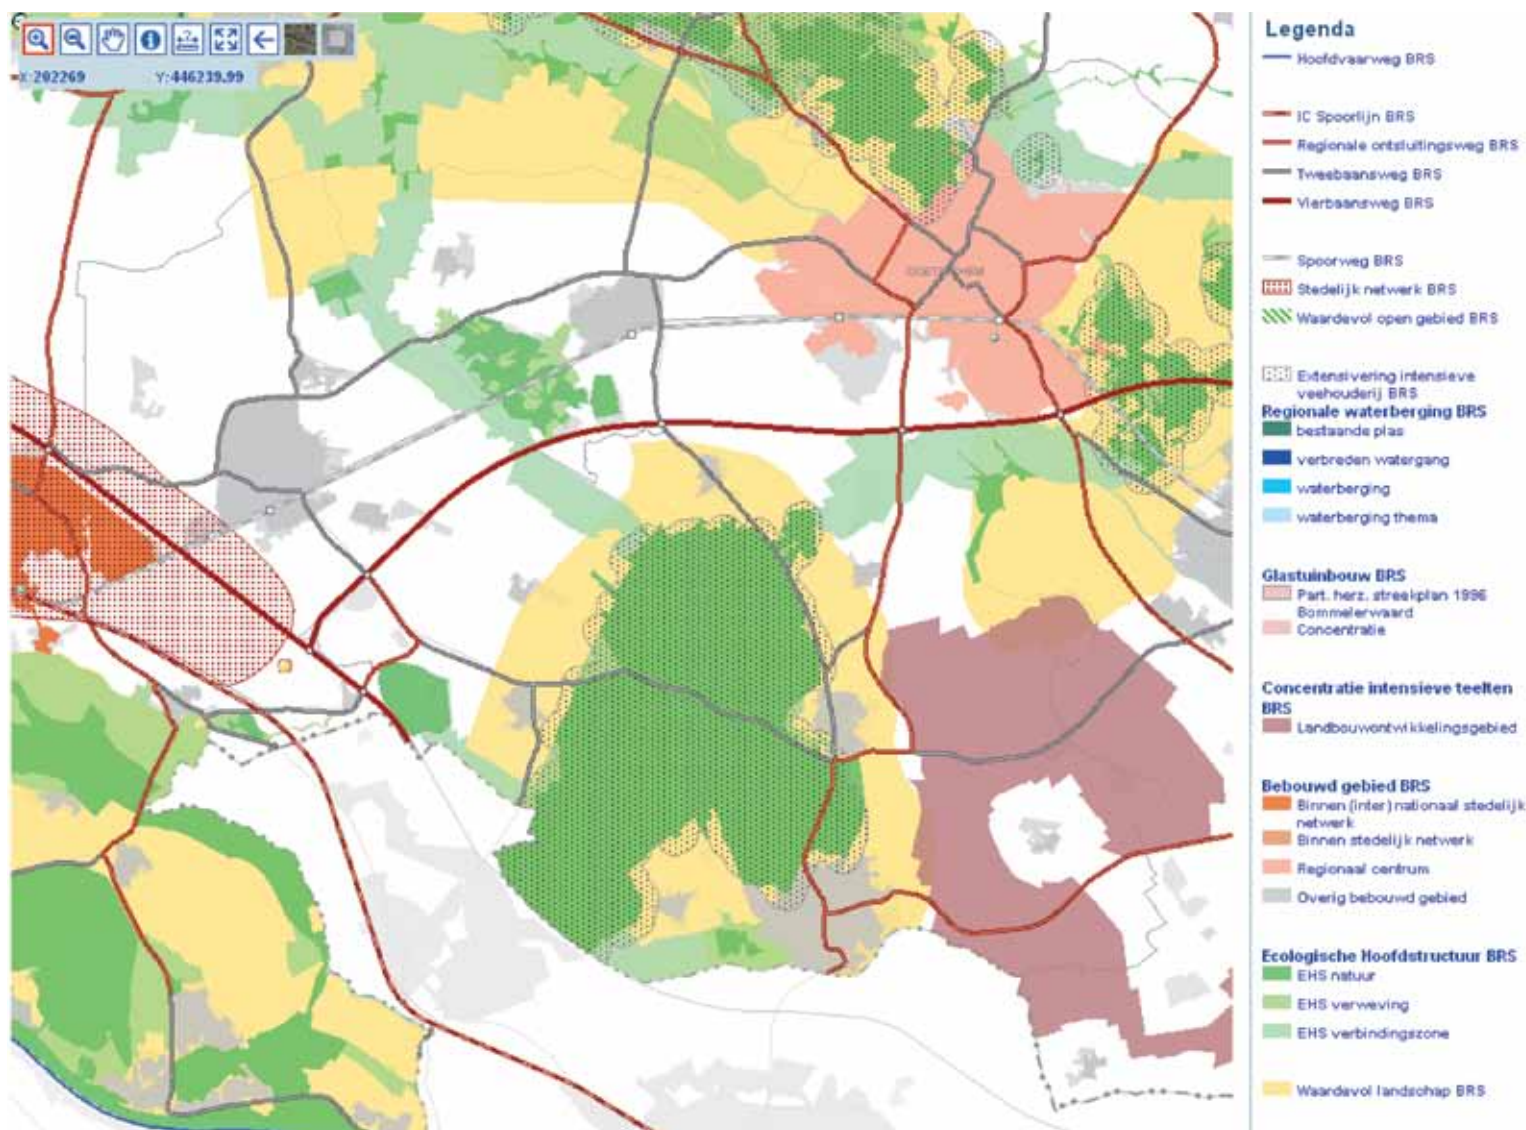 X:202269 Y:446239.99
Legenda
Hoofdvaarweg BRS
IC Spoorlijn BRS
Regionale ontsluitingsweg BRS
Tweebaansweg BRS
Vierbaansweg BRS
Spoorweg BRS
Stedelijk netwerk BRS
Waardevol open gebied BRS
Extensivering intensieve
veehouderij BRS
Regionale waterberging BRS
bestaande plas
verbreden watergang
waterberging
waterberging thema
Glastuinbouw BRS
Part. herz. streekplan 1996
Bommelerwaard
Concentratie
Concentratie intensieve teelten
BRS
Landbouwontwikkelingsgebied
Bebouwd gebied BRS
Binnen (inter) nationaal stedelijk
netwerk
Binnen stedelijk netwerk
Regionaal centrum
Overig bebouwd gebied
Ecologische Hoofdstructuur BRS
EHS natuur
EHS verweving
EHS verbindingszone
Waardevol landschap BRS